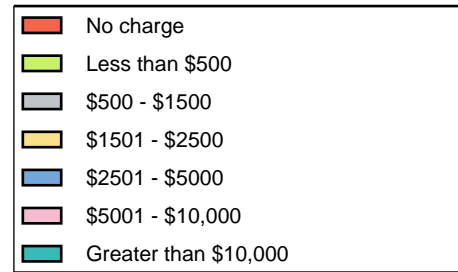 No charge
Less than $500
$500 - $1500
$1501 - $2500
$2501 - $5000
$5001 - $10,000
Greater than $10,000